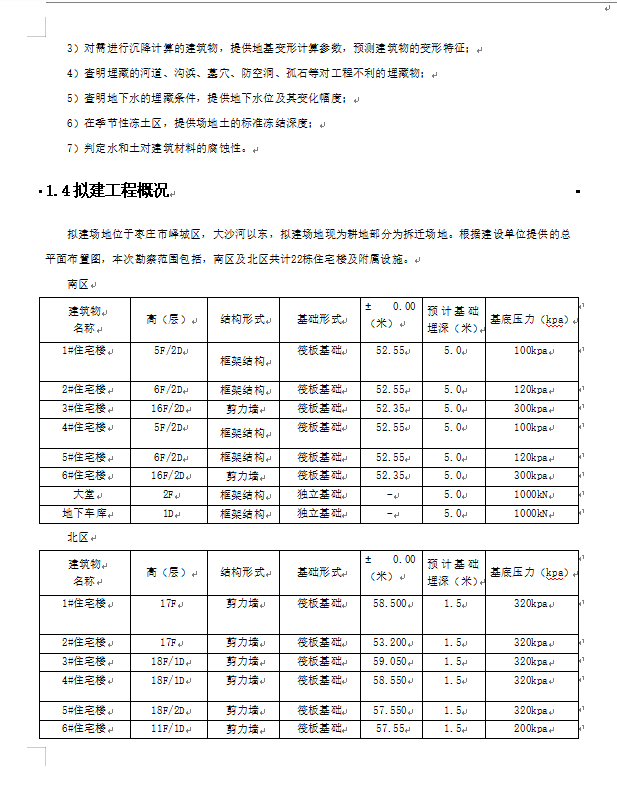 3）对需进行沉降计算的建筑物，提供地基变形计算参数，预测建筑物的变形特征；
4）查明埋藏的河道、沟浜、墓穴、防空洞、孤石等对工程不利的埋藏物；
5）查明地下水的埋藏条件，提供地下水位及其变化幅度；
6）在季节性冻土区，提供场地土的标准冻结深度；
7）判定水和土对建筑材料的腐蚀性。
1.4 拟建工程概况
拟建场地位于枣庄市峄城区，大沙河以东，拟建场地现为耕地部分为拆迁场地。根据建设单位提供的总
平面布置图，本次勘察范围包括，南区及北区共计22栋住宅楼及附属设施。
南区
建筑物名称 高（层） 结构形式 基础形式 ± 0.00（米） 预计基础埋深（米） 基底压力（kpa）
1#住宅楼 5F/2D 框架结构 筏板基础 52.55 5.0 100kpa
2#住宅楼 6F/2D 框架结构 筏板基础 52.55 5.0 120kpa
3#住宅楼 16F/2D 剪力墙 筏板基础 52.35 5.0 300kpa
4#住宅楼 5F/2D 框架结构 筏板基础 52.55 5.0 100kpa
5#住宅楼 6F/2D 框架结构 筏板基础 52.55 5.0 120kpa
6#住宅楼 16F/2D 剪力墙 筏板基础 52.35 5.0 300kpa
大堂 2F 框架结构 独立基础 - 5.0 1000kN
地下车库 1D 框架结构 独立基础 - 5.0 1000kN
北区
建筑物名称 高（层） 结构形式 基础形式 ± 0.00（米） 预计基础埋深（米） 基底压力（kpa）
1#住宅楼 17F 剪力墙 筏板基础 58.500 1.5 320kpa
2#住宅楼 17F 剪力墙 筏板基础 53.200 1.5 320kpa
3#住宅楼 18F/1D 剪力墙 筏板基础 59.050 1.5 320kpa
4#住宅楼 18F/1D 剪力墙 筏板基础 58.550 1.5 320kpa
5#住宅楼 18F/2D 剪力墙 筏板基础 57.550 1.5 320kpa
6#住宅楼 11F/1D 剪力墙 筏板基础 57.55 1.5 200kpa